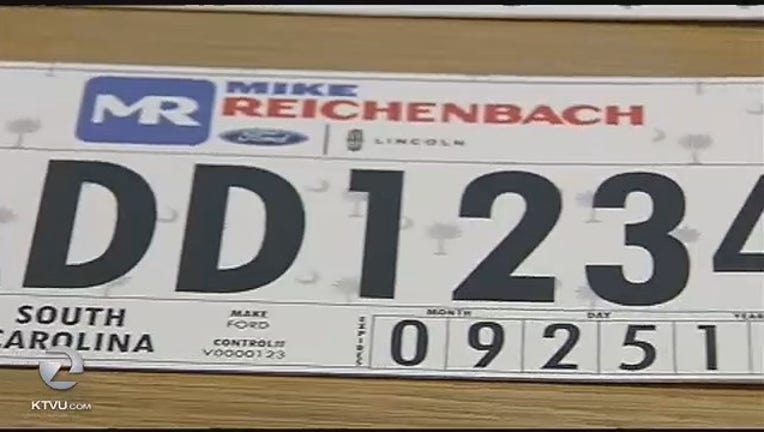 MR MIKE
REICHENBACH
Ford LINCOLN
DD1234
SOUTH
CAROLINA
MAKE
FORD
CONTROL#
V0000123
EXPIRES
MONTH DAY YEAR
09251
2
KTVU.COM